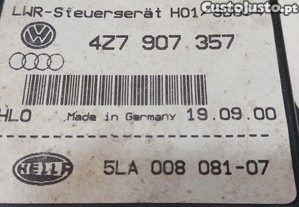 Custojusto.pt
LWR-Steuergerät H01/
4Z7 907 357
HLO Made in Germany 19.09.00
HELLA 5LA 008 081-07